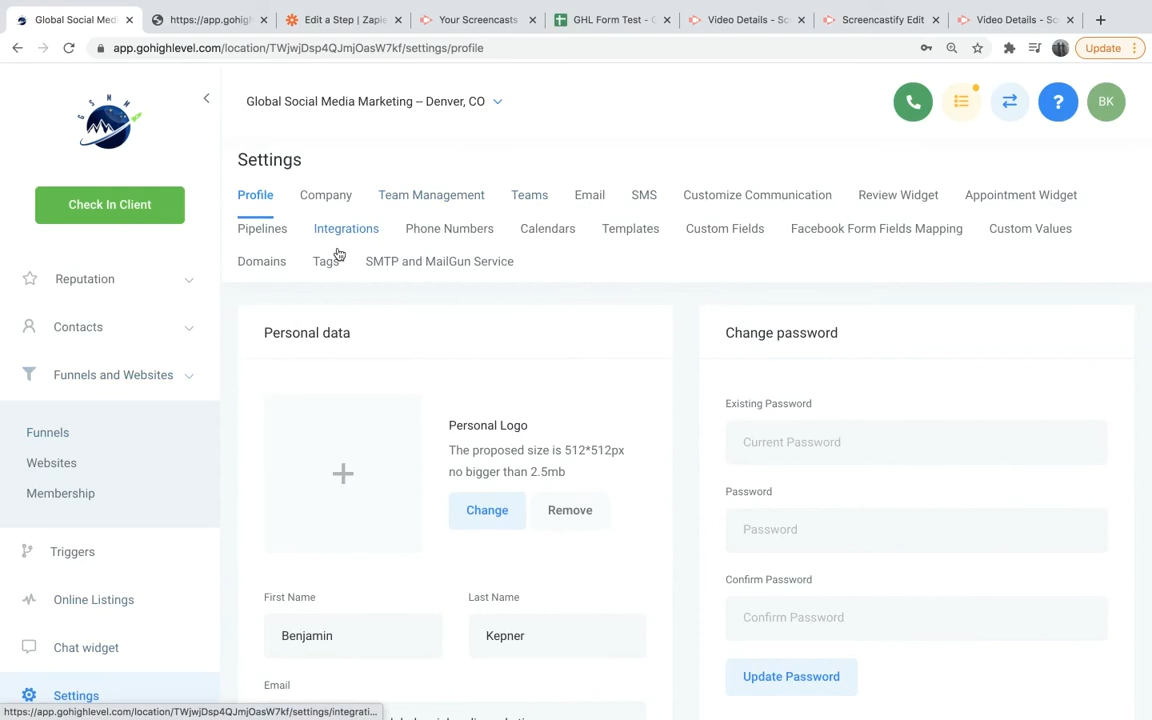 Global Social Medi
https://app.gohigh
Edit a Step | Zapie
Your Screencasts
GHL Form Test - G
Video Details - Sc
Screencastify Edit
Video Details - Sc
app.gohighlevel.com/location/TWjwjDsp4QJmjOasW7kf/settings/profile
Update
G S M M
Global Social Media Marketing -- Denver, CO
?
BK
Check In Client
Settings
Profile Company Team Management Teams Email SMS Customize Communication Review Widget Appointment Widget
Pipelines Integrations Phone Numbers Calendars Templates Custom Fields Facebook Form Fields Mapping Custom Values
Domains Tags SMTP and MailGun Service
Reputation
Contacts
Funnels and Websites
Funnels
Websites
Membership
Triggers
Online Listings
Chat widget
Settings
Personal data
Personal Logo
The proposed size is 512*512px
no bigger than 2.5mb
Change Remove
First Name Last Name
Benjamin Kepner
Email
Change password
Existing Password
Current Password
Password
Password
Confirm Password
Confirm Password
Update Password
https://app.gohighlevel.com/location/TWjwjDsp4QJmjOasW7kf/settings/integrati...